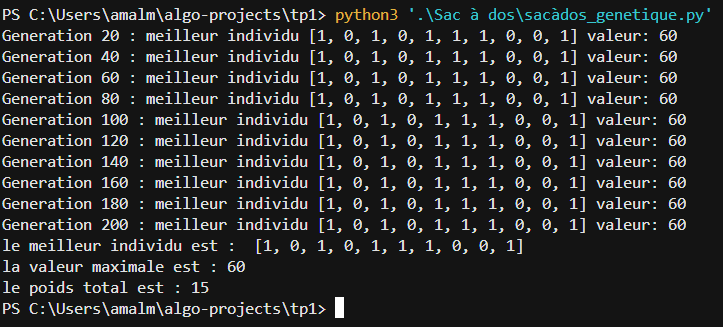 PS C:\Users\amalm\algo-projects\tp1> python3 '.\Sac à dos\sacàdos_genetique.py'
Generation 20 : meilleur individu [1, 0, 1, 0, 1, 1, 1, 0, 0, 1] valeur: 60
Generation 40 : meilleur individu [1, 0, 1, 0, 1, 1, 1, 0, 0, 1] valeur: 60
Generation 60 : meilleur individu [1, 0, 1, 0, 1, 1, 1, 0, 0, 1] valeur: 60
Generation 80 : meilleur individu [1, 0, 1, 0, 1, 1, 1, 0, 0, 1] valeur: 60
Generation 100 : meilleur individu [1, 0, 1, 0, 1, 1, 1, 0, 0, 1] valeur: 60
Generation 120 : meilleur individu [1, 0, 1, 0, 1, 1, 1, 0, 0, 1] valeur: 60
Generation 140 : meilleur individu [1, 0, 1, 0, 1, 1, 1, 0, 0, 1] valeur: 60
Generation 160 : meilleur individu [1, 0, 1, 0, 1, 1, 1, 0, 0, 1] valeur: 60
Generation 180 : meilleur individu [1, 0, 1, 0, 1, 1, 1, 0, 0, 1] valeur: 60
Generation 200 : meilleur individu [1, 0, 1, 0, 1, 1, 1, 0, 0, 1] valeur: 60
le meilleur individu est :  [1, 0, 1, 0, 1, 1, 1, 0, 0, 1]
la valeur maximale est : 60
le poids total est : 15
PS C:\Users\amalm\algo-projects\tp1>